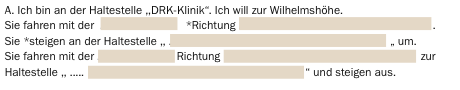 A. Ich bin an der Haltestelle „DRK-Klinik“. Ich will zur Wilhelmshöhe.
Sie fahren mit der *Richtung .
Sie *steigen an der Haltestelle „ . „ um.
Sie fahren mit der Richtung zur
Haltestelle „ ..... “ und steigen aus.